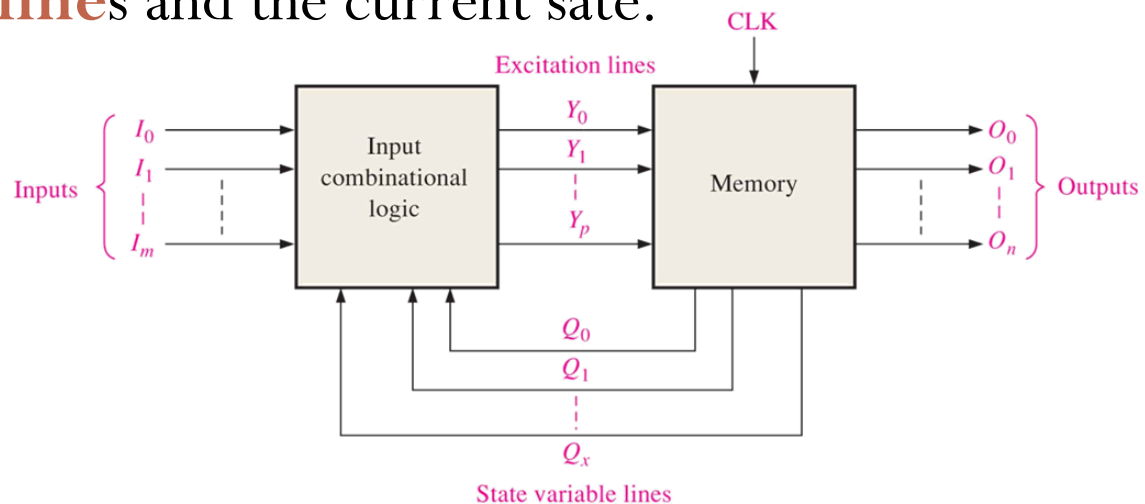 lines and the current sate.
CLK
Excitation lines
Inputs
I0
I1
Im
Input
combinational
logic
Y0
Y1
Yp
Memory
O0
O1
On
Outputs
Q0
Q1
Qx
State variable lines